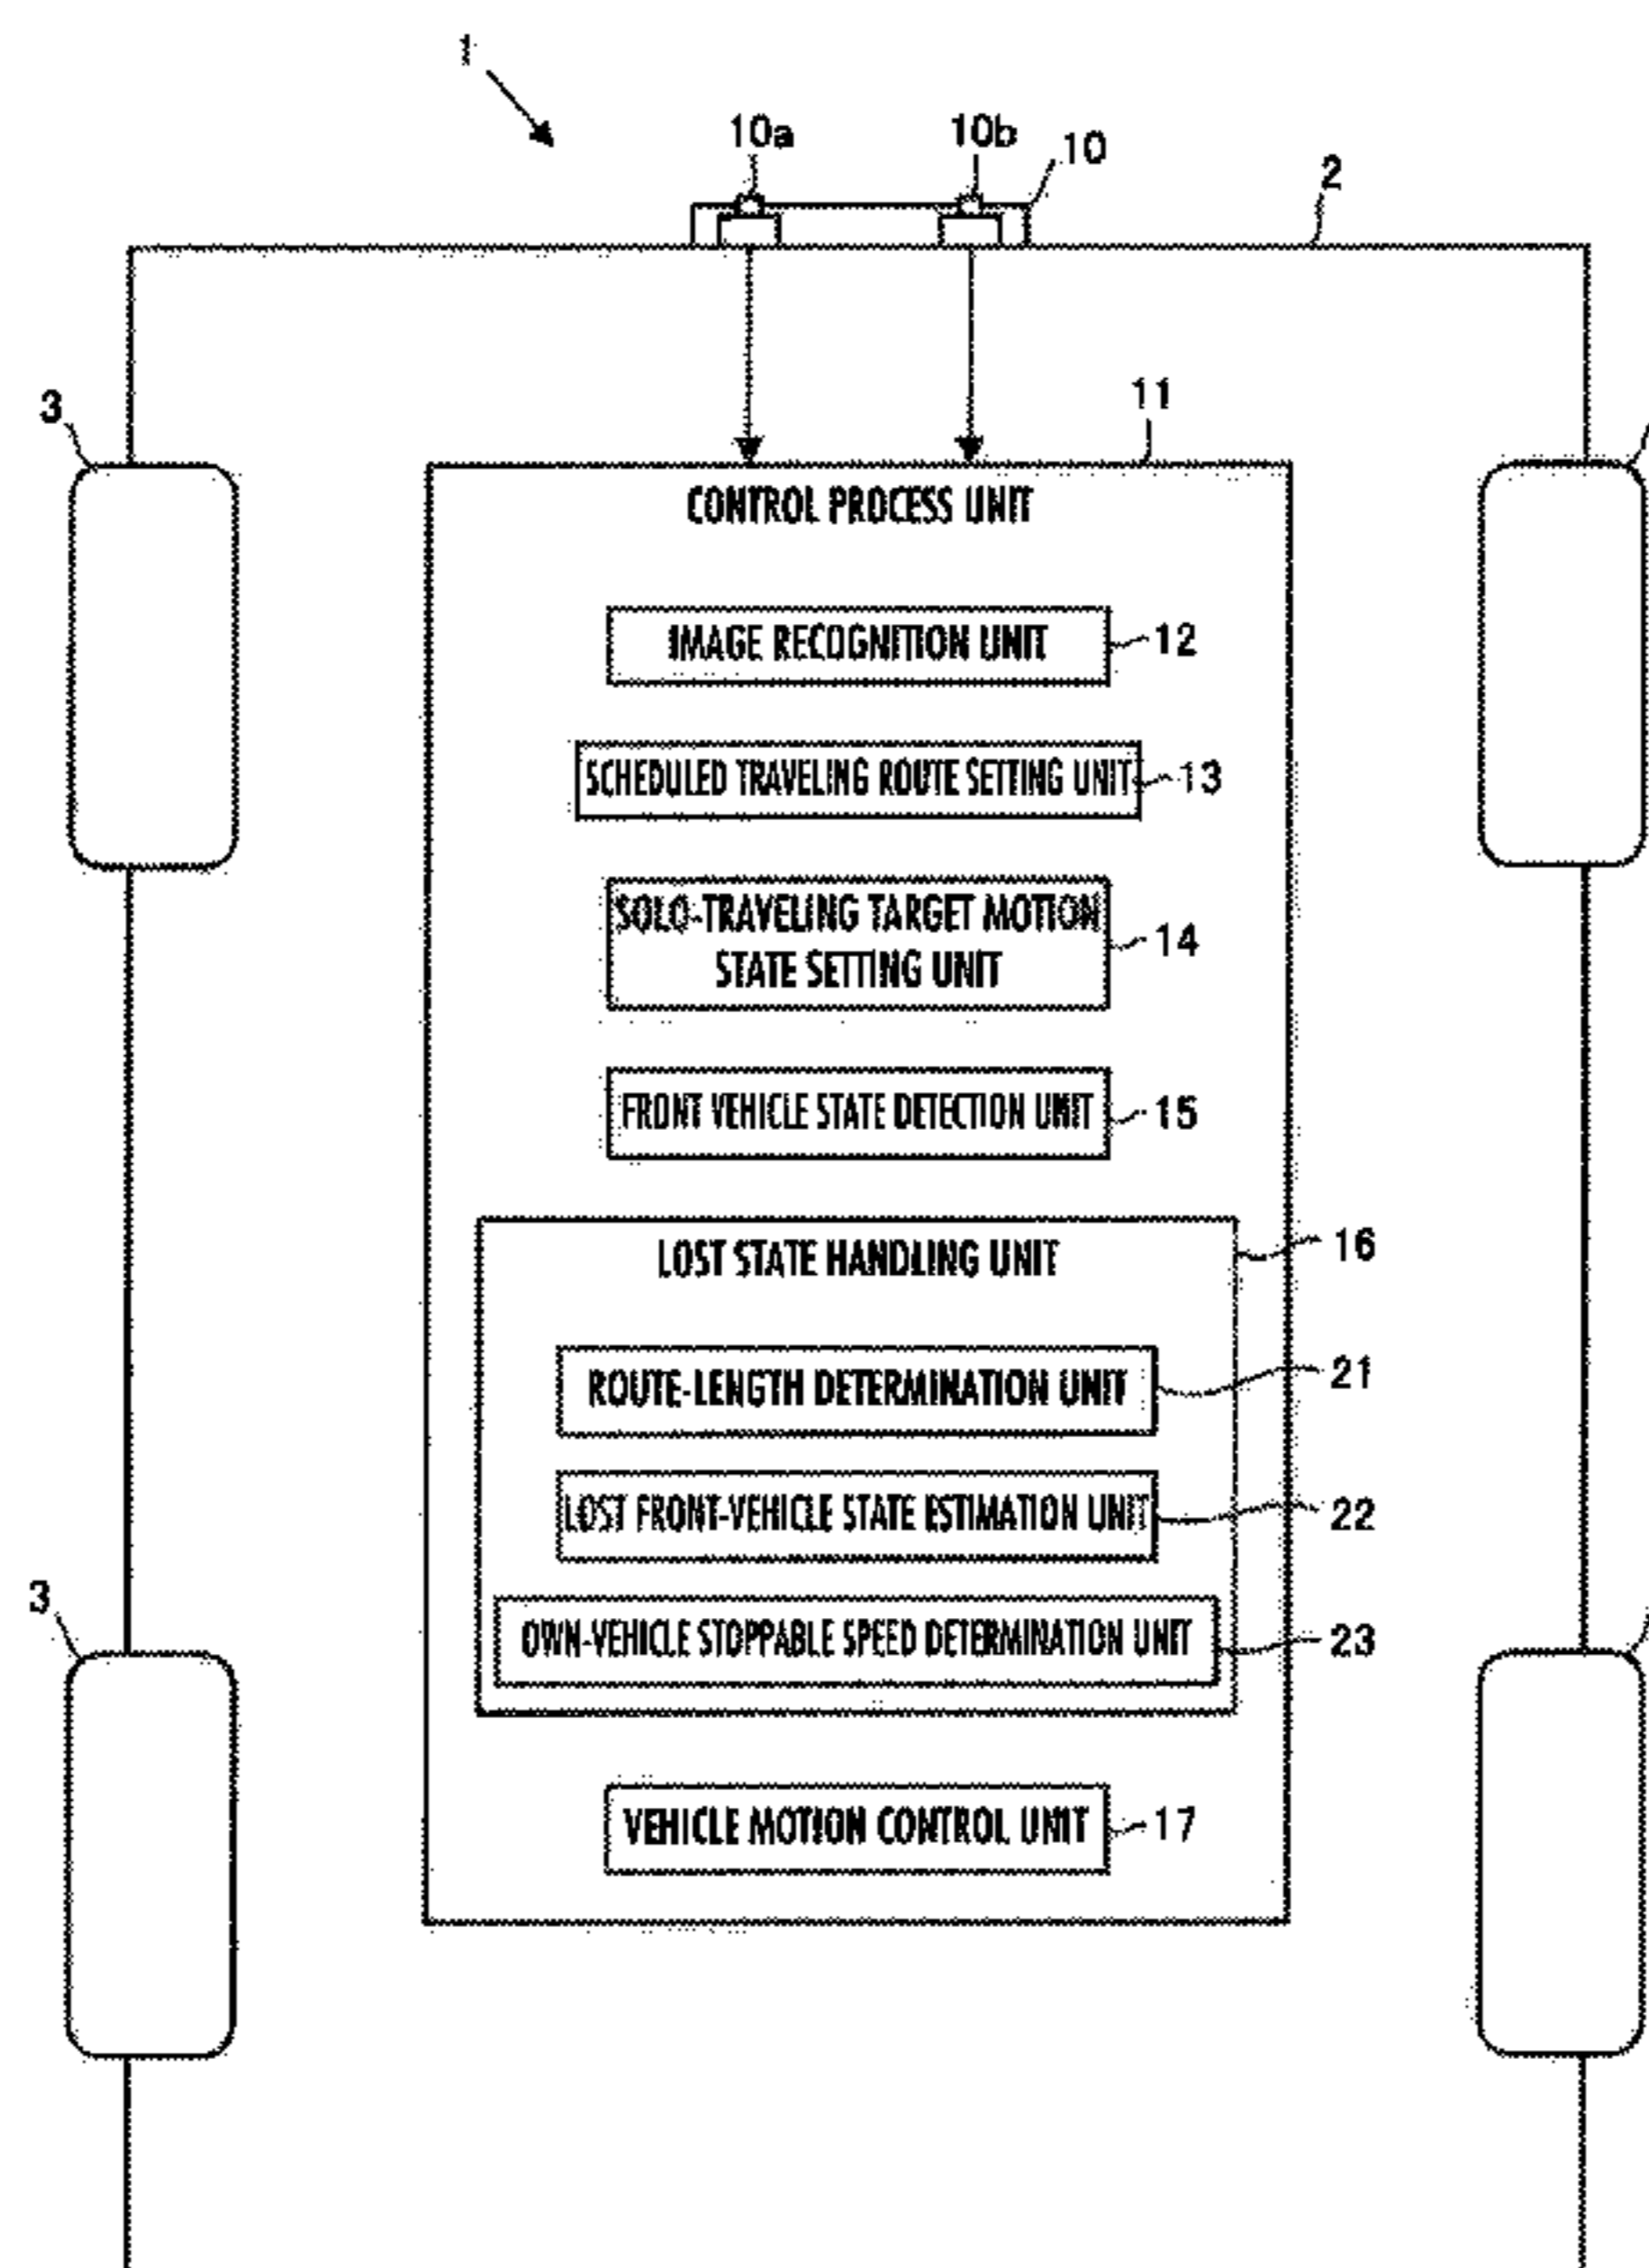 1
10a
10b
10
2
3
11
CONTROL PROCESS UNIT
IMAGE RECOGNITION UNIT
12
SCHEDULED TRAVELING ROUTE SETTING UNIT
13
SOLO-TRAVELING TARGET MOTION
STATE SETTING UNIT
14
FRONT VEHICLE STATE DETECTION UNIT
15
LOST STATE HANDLING UNIT
16
ROUTE-LENGTH DETERMINATION UNIT
21
LOST FRONT-VEHICLE STATE ESTIMATION UNIT
22
3
OWN-VEHICLE STOPPABLE SPEED DETERMINATION UNIT
23
VEHICLE MOTION CONTROL UNIT
17